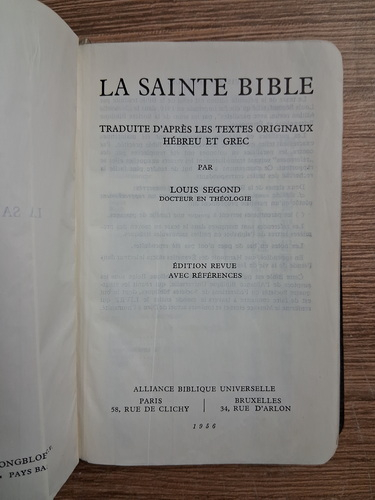 LA SAINTE BIBLE
TRADUITE D'APRÈS LES TEXTES ORIGINAUX
HÉBREU ET GREC
PAR
LOUIS SEGOND
DOCTEUR EN THÉOLOGIE
ÉDITION REVUE
AVEC RÉFÉRENCES
ALLIANCE BIBLIQUE UNIVERSELLE
PARIS
58, RUE DE CLICHY
BRUXELLES
34, RUE D'ARLON
1956
PAYS BA